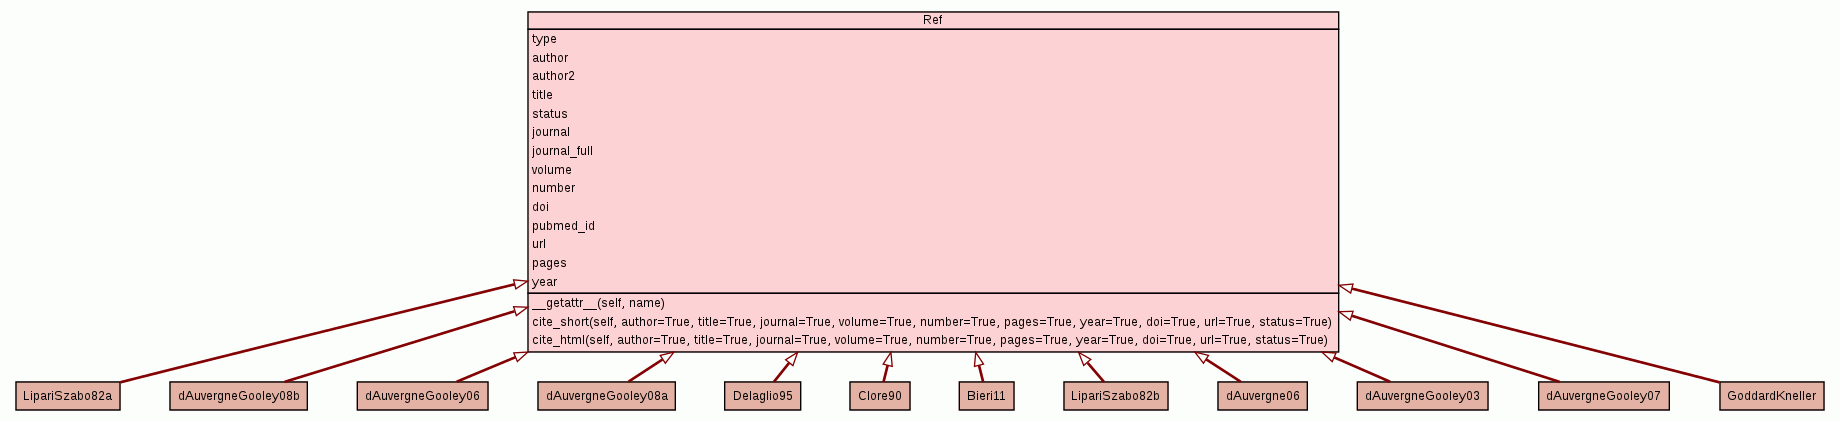 Ref
type
author
author2
title
status
journal
journal_full
volume
number
doi
pubmed_id
url
pages
year
__getattr__(self, name)
cite_short(self, author=True, title=True, journal=True, volume=True, number=True, pages=True, year=True, doi=True, url=True, status=True)
cite_html(self, author=True, title=True, journal=True, volume=True, number=True, pages=True, year=True, doi=True, url=True, status=True)
LipariSzabo82a
dAuvergneGooley08b
dAuvergneGooley06
dAuvergneGooley08a
Delaglio95
Clore90
Bieri11
LipariSzabo82b
dAuvergne06
dAuvergneGooley03
dAuvergneGooley07
GoddardKneller